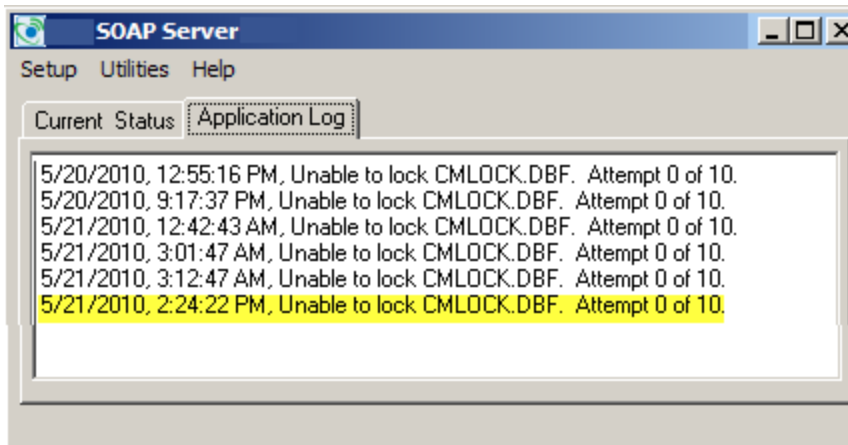 SOAP Server
Setup Utilities Help
Current Status Application Log
5/20/2010, 12:55:16 PM, Unable to lock CMLOCK.DBF. Attempt 0 of 10.
5/20/2010, 9:17:37 PM, Unable to lock CMLOCK.DBF. Attempt 0 of 10.
5/21/2010, 12:42:43 AM, Unable to lock CMLOCK.DBF. Attempt 0 of 10.
5/21/2010, 3:01:47 AM, Unable to lock CMLOCK.DBF. Attempt 0 of 10.
5/21/2010, 3:12:47 AM, Unable to lock CMLOCK.DBF. Attempt 0 of 10.
5/21/2010, 2:24:22 PM, Unable to lock CMLOCK.DBF. Attempt 0 of 10.